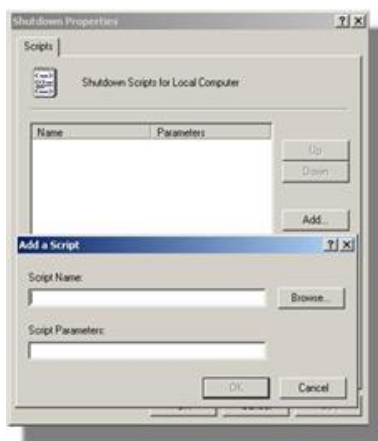 Shutdown Properties
Scripts
Shutdown Scripts for Local Computer
Name Parameters
Up
Down
Add...
Add a Script
Script Name:
Browse...
Script Parameters:
OK Cancel